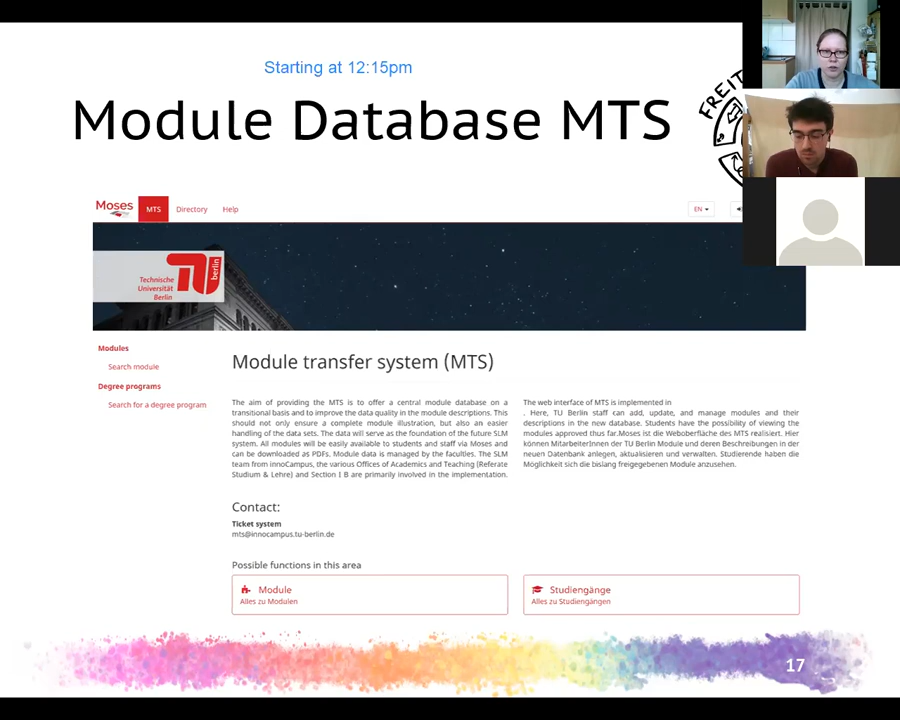 Starting at 12:15pm
Module Database MTS
FREIT
Moses
MTS
Directory
Help
EN
Technische
Universität
Berlin
berlin
Modules
Search module
Degree programs
Search for a degree program
Module transfer system (MTS)
The aim of providing the MTS is to offer a central module database on a
transitional basis and to improve the data quality in the module descriptions. This
should not only ensure a complete module illustration, but also an easier
handling of the data sets. The data will serve as the foundation of the future SLM
system. All modules will be easily available to students and staff via Moses and
can be downloaded as PDFs. Module data is managed by the faculties. The SLM
team from innoCampus, the various Offices of Academics and Teaching (Referate
Studium & Lehre) and Section I B are primarily involved in the implementation.
The web interface of MTS is implemented in
. Here, TU Berlin staff can add, update, and manage modules and their
descriptions in the new database. Students have the possibility of viewing the
modules approved thus far.Moses ist die Weboberfläche des MTS realisiert. Hier
können MitarbeiterInnen der TU Berlin Module und deren Beschreibungen in der
neuen Datenbank anlegen, aktualisieren und verwalten. Studierende haben die
Möglichkeit sich die bislang freigegebenen Module anzusehen.
Contact:
Ticket system
mts@innocampus.tu-berlin.de
Possible functions in this area
Module
Alles zu Modulen
Studiengänge
Alles zu Studiengängen
17